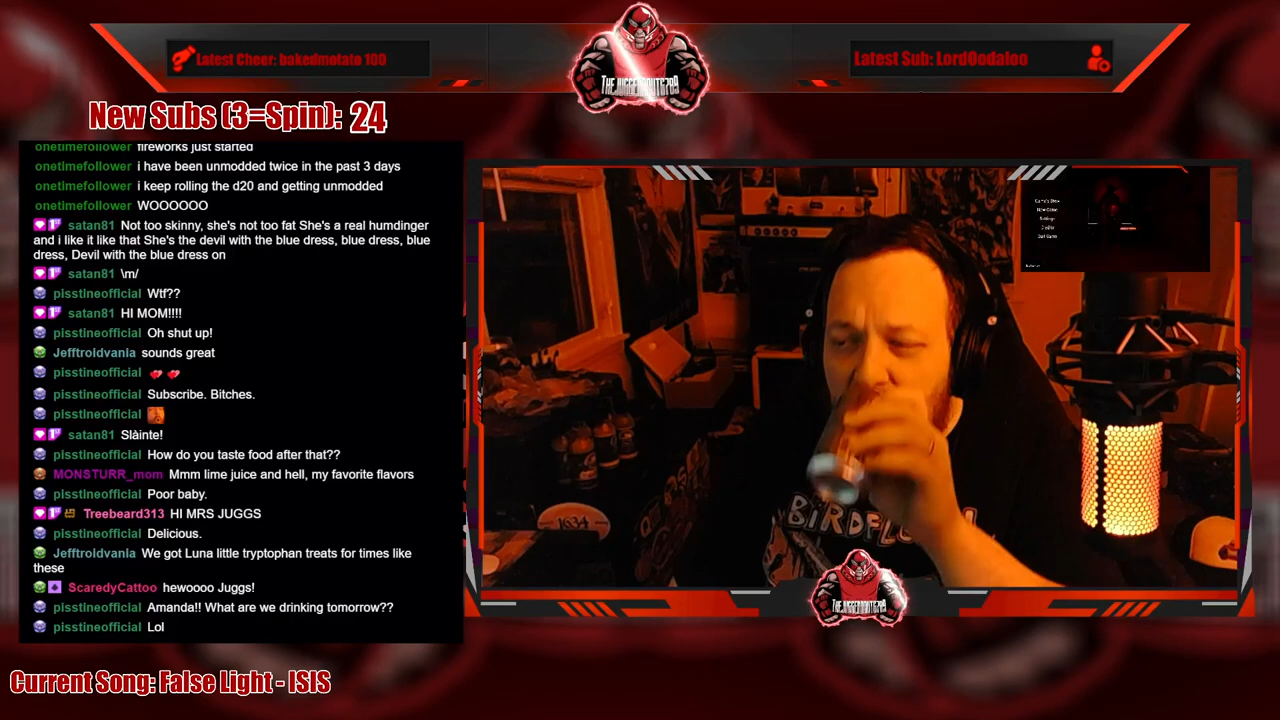 Latest Cheer: bakedmotato 100
THEJUGGERNAUT6789
Latest Sub: LordOodaloo
New Subs (3=Spin): 24
onetimefollower fireworks just started
onetimefollower i have been unmodded twice in the past 3 days
onetimefollower i keep rolling the d20 and getting unmodded
onetimefollower WOOOOOO
satan81 Not too skinny, she's not too fat She's a real humdinger
and i like it like that She's the devil with the blue dress, blue dress, blue
dress, Devil with the blue dress on
satan81 \m/
pisstineofficial Wtf??
satan81 HI MOM!!!!
pisstineofficial Oh shut up!
Jefftroidvania sounds great
pisstineofficial
pisstineofficial Subscribe. Bitches.
pisstineofficial
satan81 Slàinte!
pisstineofficial How do you taste food after that??
MONSTURR_mom Mmm lime juice and hell, my favorite flavors
pisstineofficial Poor baby.
Treebeard313 HI MRS JUGGS
pisstineofficial Delicious.
Jefftroidvania We got Luna little tryptophan treats for times like
these
ScaredyCattoo hewoooo Juggs!
pisstineofficial Amanda!! What are we drinking tomorrow??
pisstineofficial Lol
1634
BIRDFL
THEJUGGERNAUT6789
Current Song: False Light - ISIS